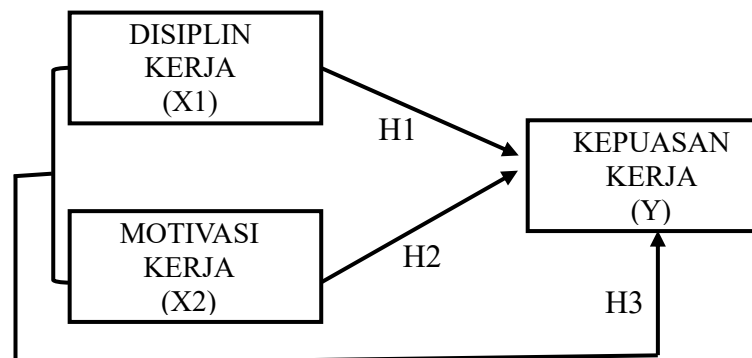 DISIPLIN
KERJA
(X1)
H1
KEPUASAN
KERJA
(Y)
MOTIVASI
KERJA
(X2)
H2
H3